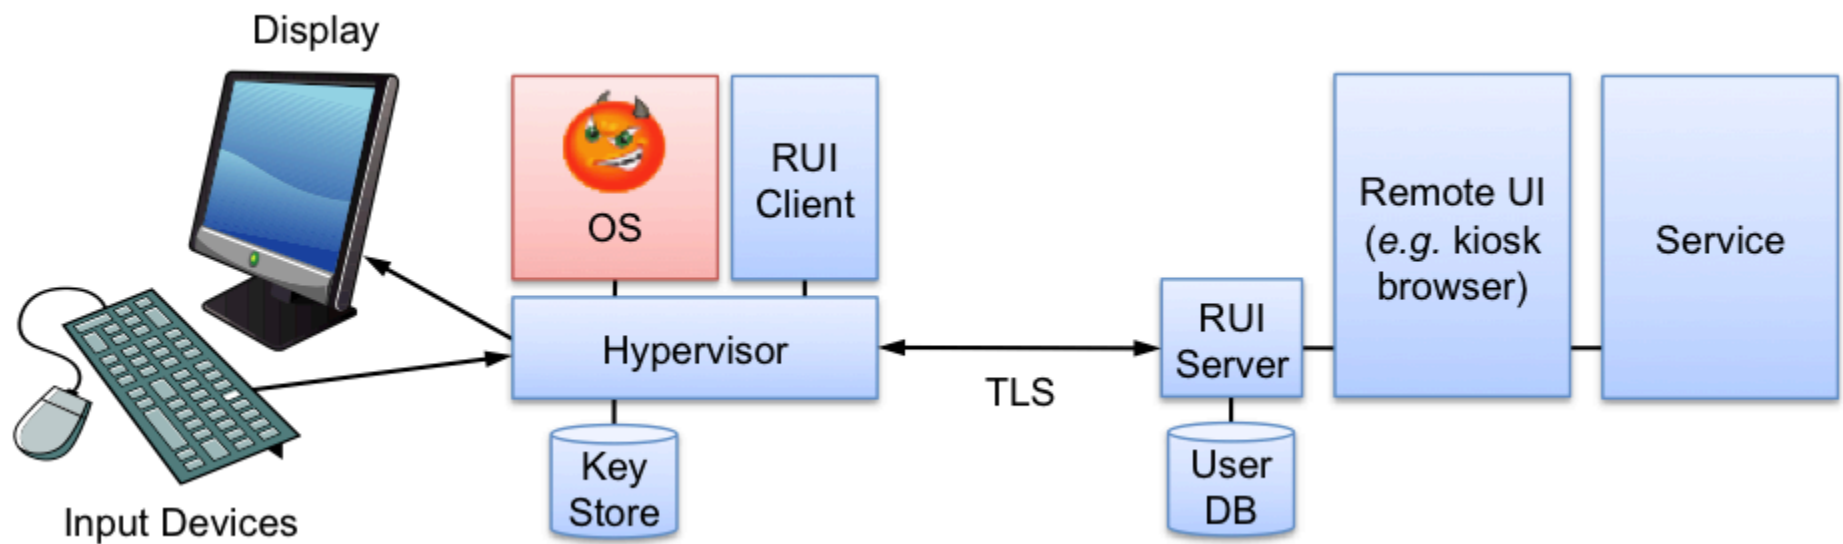 Display
OS
RUI
Client
Hypervisor
Key
Store
Input Devices
TLS
RUI
Server
User
DB
Remote UI
(e.g. kiosk
browser)
Service